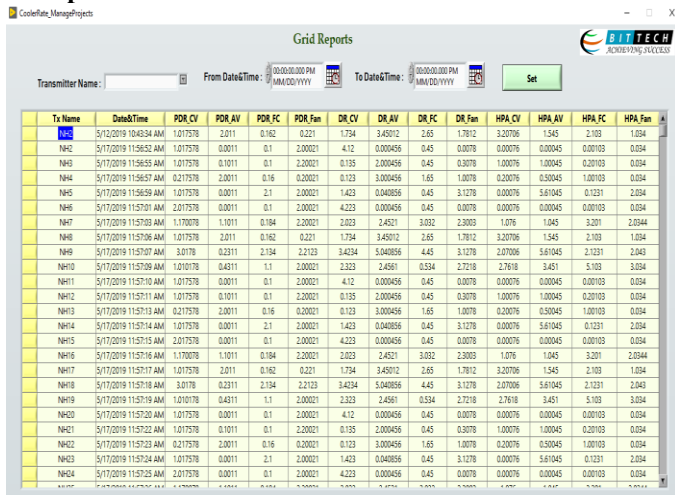 CoolerRate_ManageProjects
Grid Reports
BITTECH
ACHIEVING SUCCESS
Transmitter Name :
From Date&Time : 00:00:00.000 PM
MM/DD/YYYY
To Date&Time : 00:00:00.000 PM
MM/DD/YYYY
Set
Tx Name Date&Time PDR_CV PDR_AV PDR_FC PDR_Fan DR_CV DR_AV DR_FC DR_Fan HPA_CV HPA_AV HPA_FC HPA_Fan
NH2 5/12/2019 10:43:34 AM 1.017578 2.011 0.162 0.221 1.734 3.45012 2.65 1.7812 3.20706 1.545 2.103 1.034
NH2 5/17/2019 11:56:52 AM 1.017578 0.0011 0.1 2.00021 4.12 0.000456 0.45 0.0078 0.00076 0.00045 0.00103 0.034
NH3 5/17/2019 11:56:55 AM 1.017578 0.1011 0.1 2.20021 0.135 2.000456 0.45 0.3078 1.00076 1.00045 0.20103 0.034
NH4 5/17/2019 11:56:57 AM 0.217578 2.0011 0.16 0.20021 0.123 3.000456 1.65 1.0078 0.20076 0.50045 1.00103 0.034
NH5 5/17/2019 11:56:59 AM 1.017578 0.0011 2.1 2.00021 1.423 0.040856 0.45 3.1278 0.00076 5.61045 0.1231 2.034
NH6 5/17/2019 11:57:01 AM 2.017578 0.0011 0.1 2.00021 4.223 0.000456 0.45 0.0078 0.00076 0.00045 0.00103 0.034
NH7 5/17/2019 11:57:03 AM 1.170078 1.1011 0.184 2.20021 2.023 2.4521 3.032 2.3003 1.076 1.045 3.201 2.0344
NH8 5/17/2019 11:57:06 AM 1.017578 2.011 0.162 0.221 1.734 3.45012 2.65 1.7812 3.20706 1.545 2.103 1.034
NH9 5/17/2019 11:57:07 AM 3.0178 0.2311 2.134 2.2123 3.4234 5.040856 4.45 3.1278 2.07006 5.61045 2.1231 2.043
NH10 5/17/2019 11:57:09 AM 1.010178 0.4311 1.1 2.00021 2.323 2.4561 0.534 2.7218 2.7618 3.451 5.103 3.034
NH11 5/17/2019 11:57:10 AM 1.017578 0.0011 0.1 2.00021 4.12 0.000456 0.45 0.0078 0.00076 0.00045 0.00103 0.034
NH12 5/17/2019 11:57:11 AM 1.017578 0.1011 0.1 2.20021 0.135 2.000456 0.45 0.3078 1.00076 1.00045 0.20103 0.034
NH13 5/17/2019 11:57:13 AM 0.217578 2.0011 0.16 0.20021 0.123 3.000456 1.65 1.0078 0.20076 0.50045 1.00103 0.034
NH14 5/17/2019 11:57:14 AM 1.017578 0.0011 2.1 2.00021 1.423 0.040856 0.45 3.1278 0.00076 5.61045 0.1231 2.034
NH15 5/17/2019 11:57:15 AM 2.017578 0.0011 0.1 2.00021 4.223 0.000456 0.45 0.0078 0.00076 0.00045 0.00103 0.034
NH16 5/17/2019 11:57:16 AM 1.170078 1.1011 0.184 2.20021 2.023 2.4521 3.032 2.3003 1.076 1.045 3.201 2.0344
NH17 5/17/2019 11:57:17 AM 1.017578 2.011 0.162 0.221 1.734 3.45012 2.65 1.7812 3.20706 1.545 2.103 1.034
NH18 5/17/2019 11:57:18 AM 3.0178 0.2311 2.134 2.2123 3.4234 5.040856 4.45 3.1278 2.07006 5.61045 2.1231 2.043
NH19 5/17/2019 11:57:19 AM 1.010178 0.4311 1.1 2.00021 2.323 2.4561 0.534 2.7218 2.7618 3.451 5.103 3.034
NH20 5/17/2019 11:57:20 AM 1.017578 0.0011 0.1 2.00021 4.12 0.000456 0.45 0.0078 0.00076 0.00045 0.00103 0.034
NH21 5/17/2019 11:57:22 AM 1.017578 0.1011 0.1 2.20021 0.135 2.000456 0.45 0.3078 1.00076 1.00045 0.20103 0.034
NH22 5/17/2019 11:57:23 AM 0.217578 2.0011 0.16 0.20021 0.123 3.000456 1.65 1.0078 0.20076 0.50045 1.00103 0.034
NH23 5/17/2019 11:57:24 AM 1.017578 0.0011 2.1 2.00021 1.423 0.040856 0.45 3.1278 0.00076 5.61045 0.1231 2.034
NH24 5/17/2019 11:57:25 AM 2.017578 0.0011 0.1 2.00021 4.223 0.000456 0.45 0.0078 0.00076 0.00045 0.00103 0.034